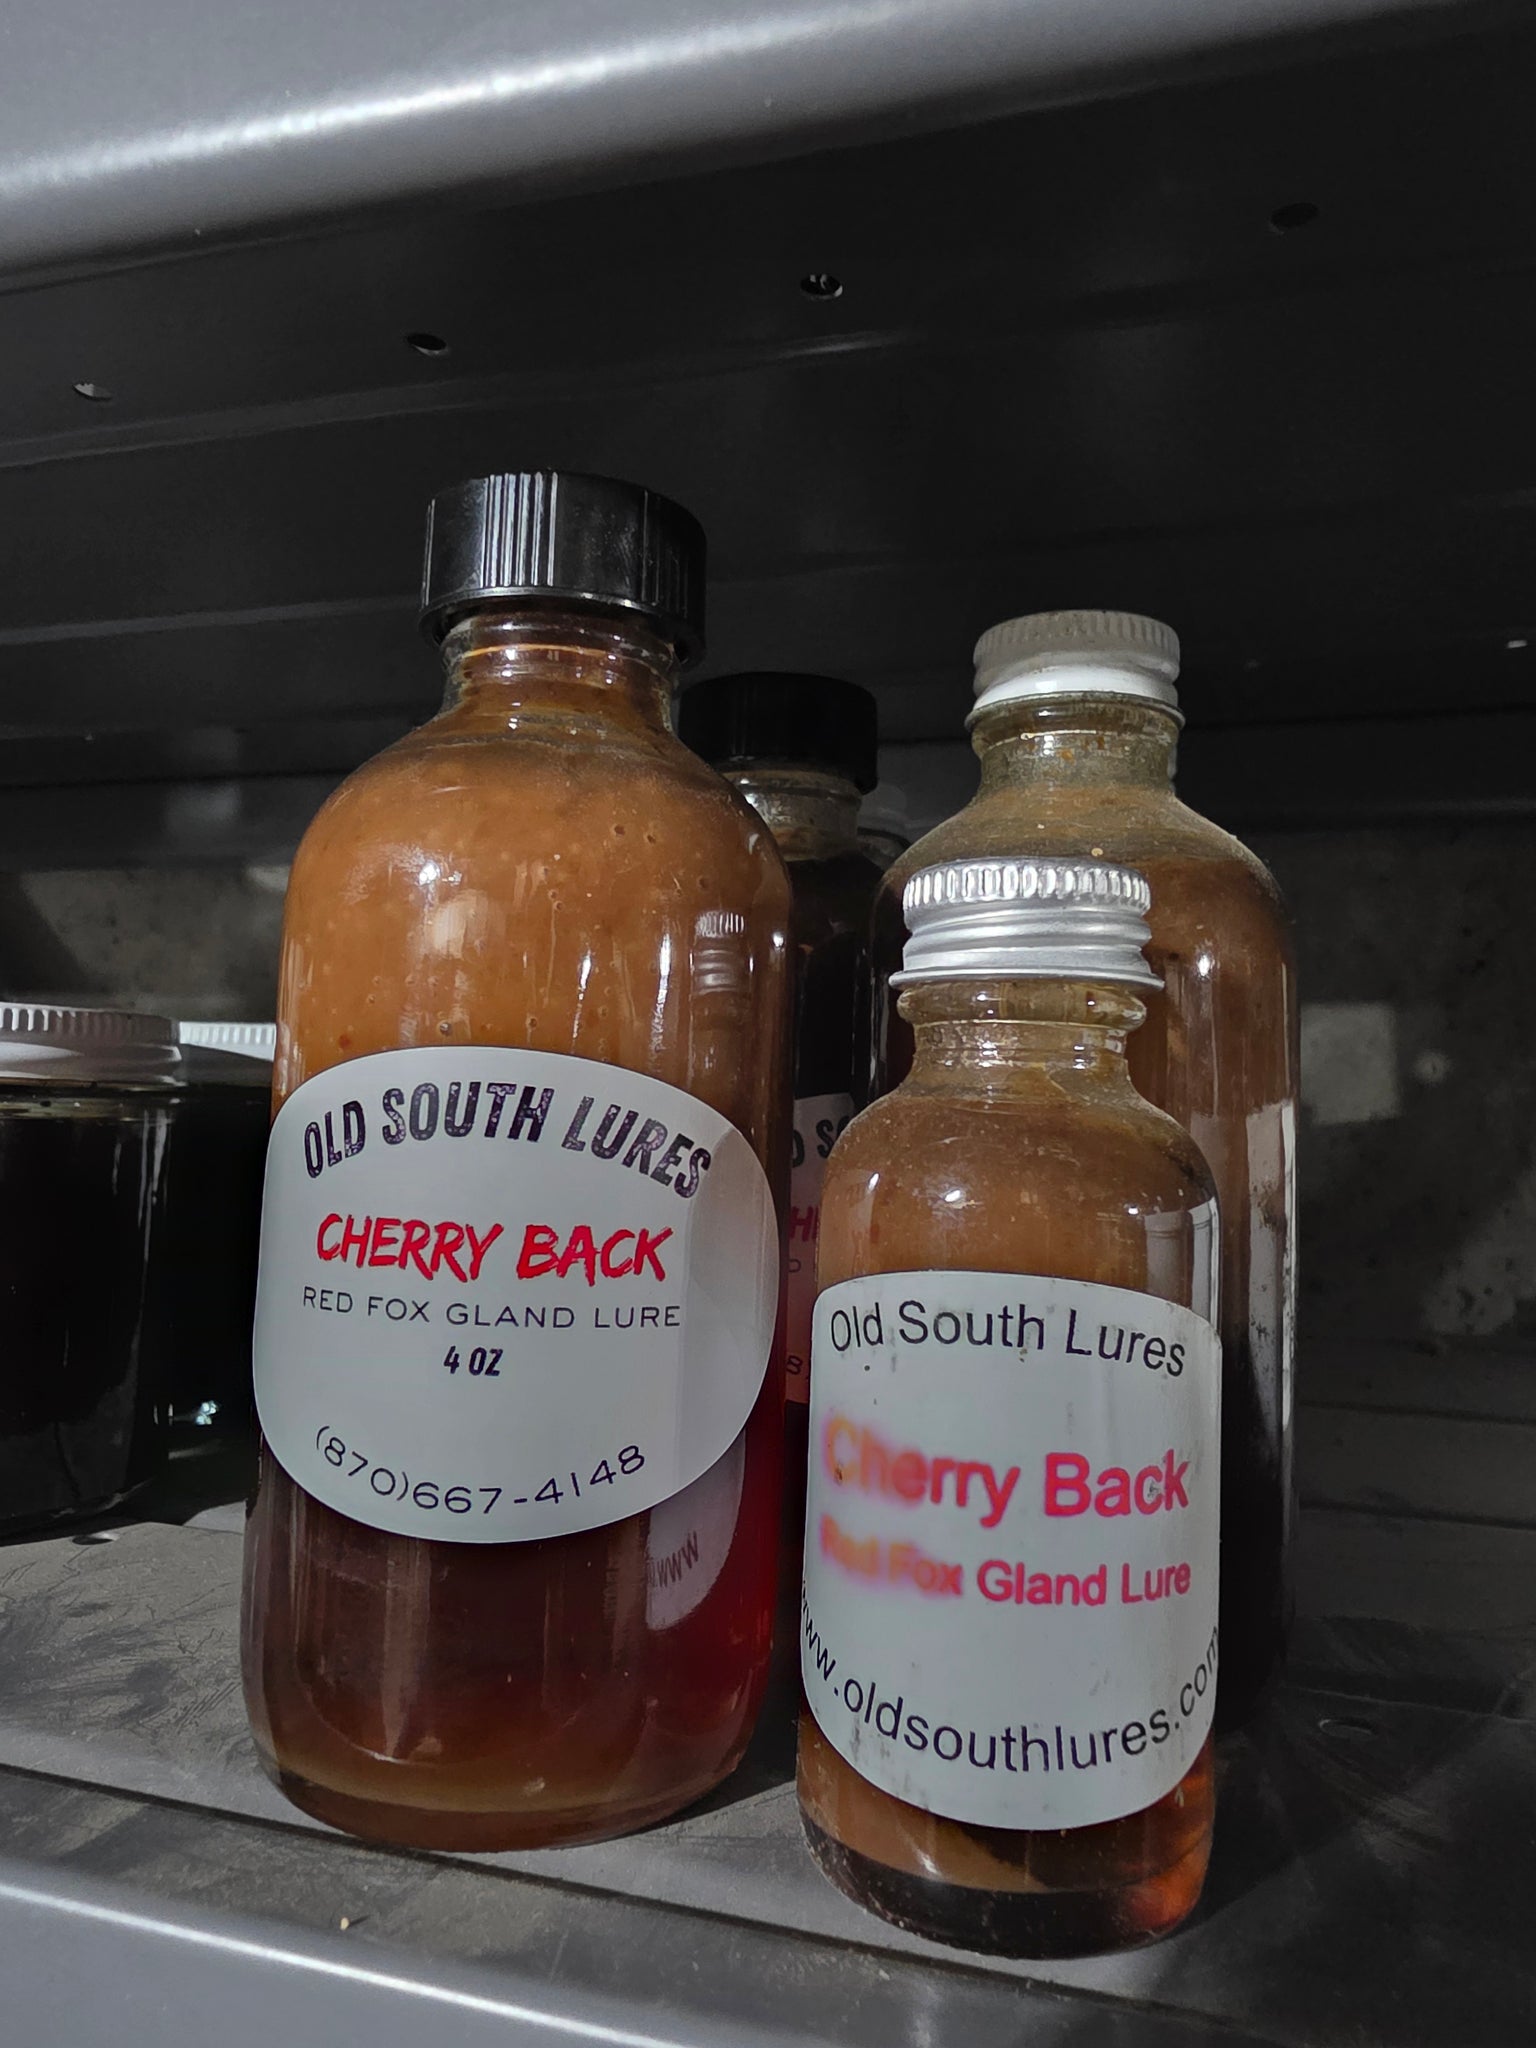 OLD SOUTH LURES
CHERRY BACK
RED FOX GLAND LURE
4 OZ
(870)667-4148
www
Old South Lures
Cherry Back
Red Fox Gland Lure
www.oldsouthlures.com